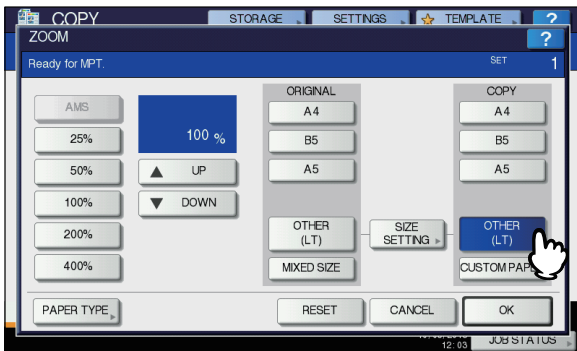 COPY STORAGE SETTINGS TEMPLATE ?
ZOOM ?
Ready for MPT. SET 1
ORIGINAL COPY
AMS 100 % A4 A4
25% B5 B5
50% UP A5 A5
100% DOWN
200% OTHER (LT) SIZE SETTING OTHER (LT)
400% MIXED SIZE
PAPER TYPE RESET CANCEL OK
12:03 JOB STATUS